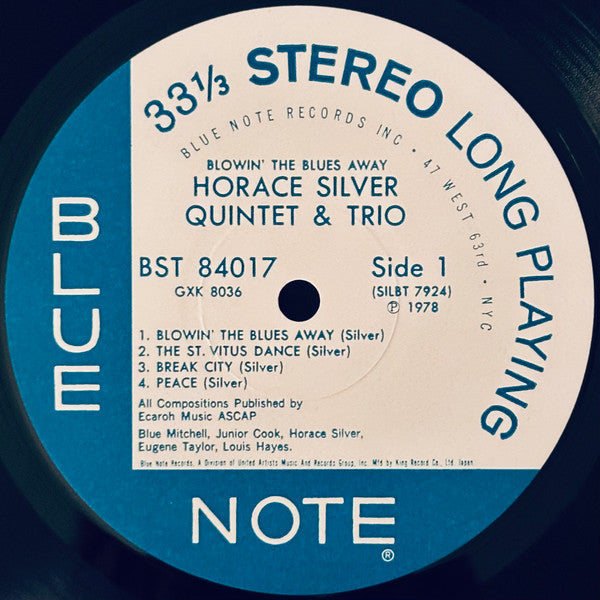 33⅓ STEREO LONG PLAYING
BLUE NOTE RECORDS INC • 47 WEST 63rd • NYC
BLOWIN' THE BLUES AWAY
HORACE SILVER
QUINTET & TRIO
BST 84017
GXK 8036
Side 1
(SILBT 7924)
℗ 1978
1. BLOWIN' THE BLUES AWAY (Silver)
2. THE ST. VITUS DANCE (Silver)
3. BREAK CITY (Silver)
4. PEACE (Silver)
All Compositions Published by
Ecaroh Music ASCAP
Blue Mitchell, Junior Cook, Horace Silver,
Eugene Taylor, Louis Hayes.
Blue Note Records, A Division of United Artists Music And Records Group, Inc. Mfd by King Record Co., Ltd. Japan
BLUE
NOTE®